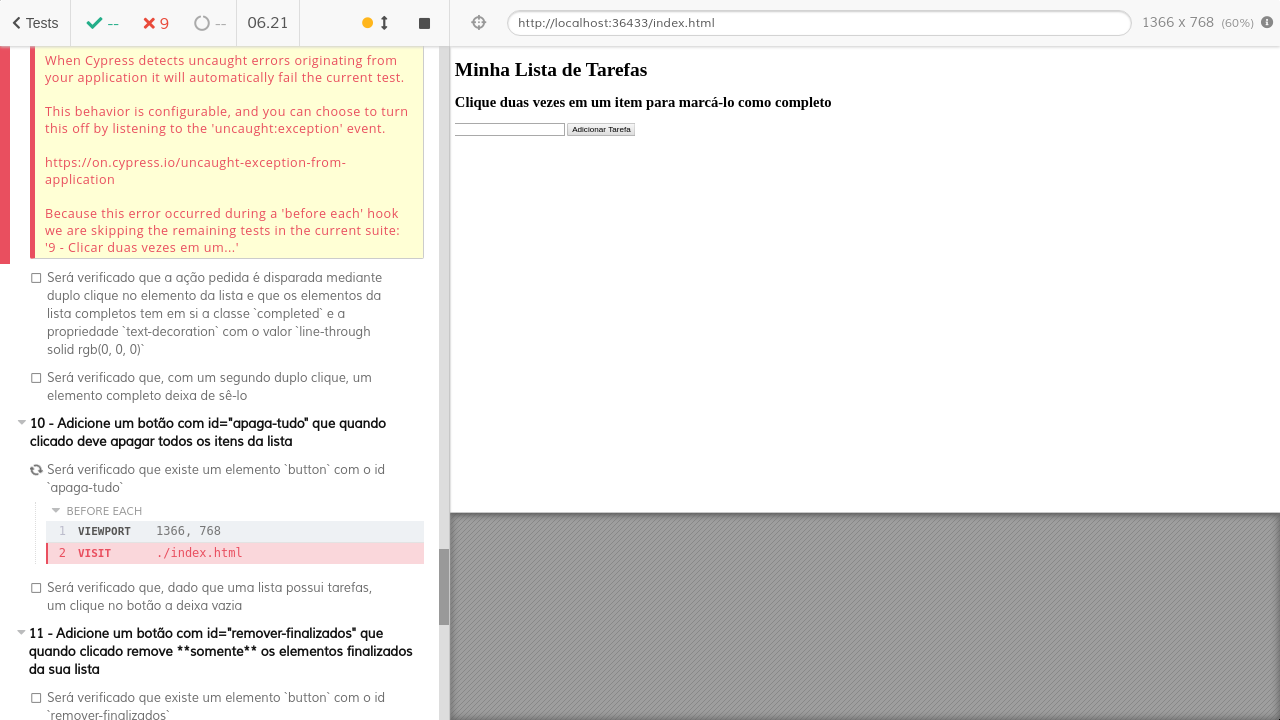 Tests
--
9
--
06.21
http://localhost:36433/index.html
1366 x 768 (60%)
When Cypress detects uncaught errors originating from
your application it will automatically fail the current test.
This behavior is configurable, and you can choose to turn
this off by listening to the 'uncaught:exception' event.
https://on.cypress.io/uncaught-exception-from-
application
Because this error occurred during a 'before each' hook
we are skipping the remaining tests in the current suite:
'9 - Clicar duas vezes em um...'
Será verificado que a ação pedida é disparada mediante
duplo clique no elemento da lista e que os elementos da
lista completos tem em si a classe `completed` e a
propriedade `text-decoration` com o valor `line-through
solid rgb(0, 0, 0)`
Será verificado que, com um segundo duplo clique, um
elemento completo deixa de sê-lo
10 - Adicione um botão com id="apaga-tudo" que quando
clicado deve apagar todos os itens da lista
Será verificado que existe um elemento `button` com o id
`apaga-tudo`
BEFORE EACH
1 VIEWPORT 1366, 768
2 VISIT ./index.html
Será verificado que, dado que uma lista possui tarefas,
um clique no botão a deixa vazia
11 - Adicione um botão com id="remover-finalizados" que
quando clicado remove **somente** os elementos finalizados
da sua lista
Será verificado que existe um elemento `button` com o id
`remover-finalizados`
Minha Lista de Tarefas
Clique duas vezes em um item para marcá-lo como completo
Adicionar Tarefa